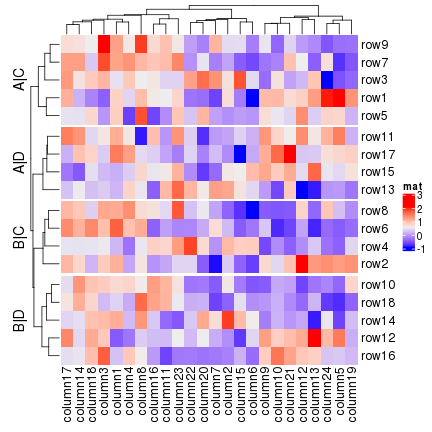 A|C
A|D
B|C
B|D
row9
row7
row3
row1
row5
row11
row17
row15
row13
row8
row6
row4
row2
row10
row18
row14
row12
row16
column17
column14
column18
column3
column1
column4
column8
column16
column11
column23
column22
column20
column7
column2
column15
column6
column9
column10
column21
column12
column13
column24
column5
column19
mat
3
2
1
0
-1